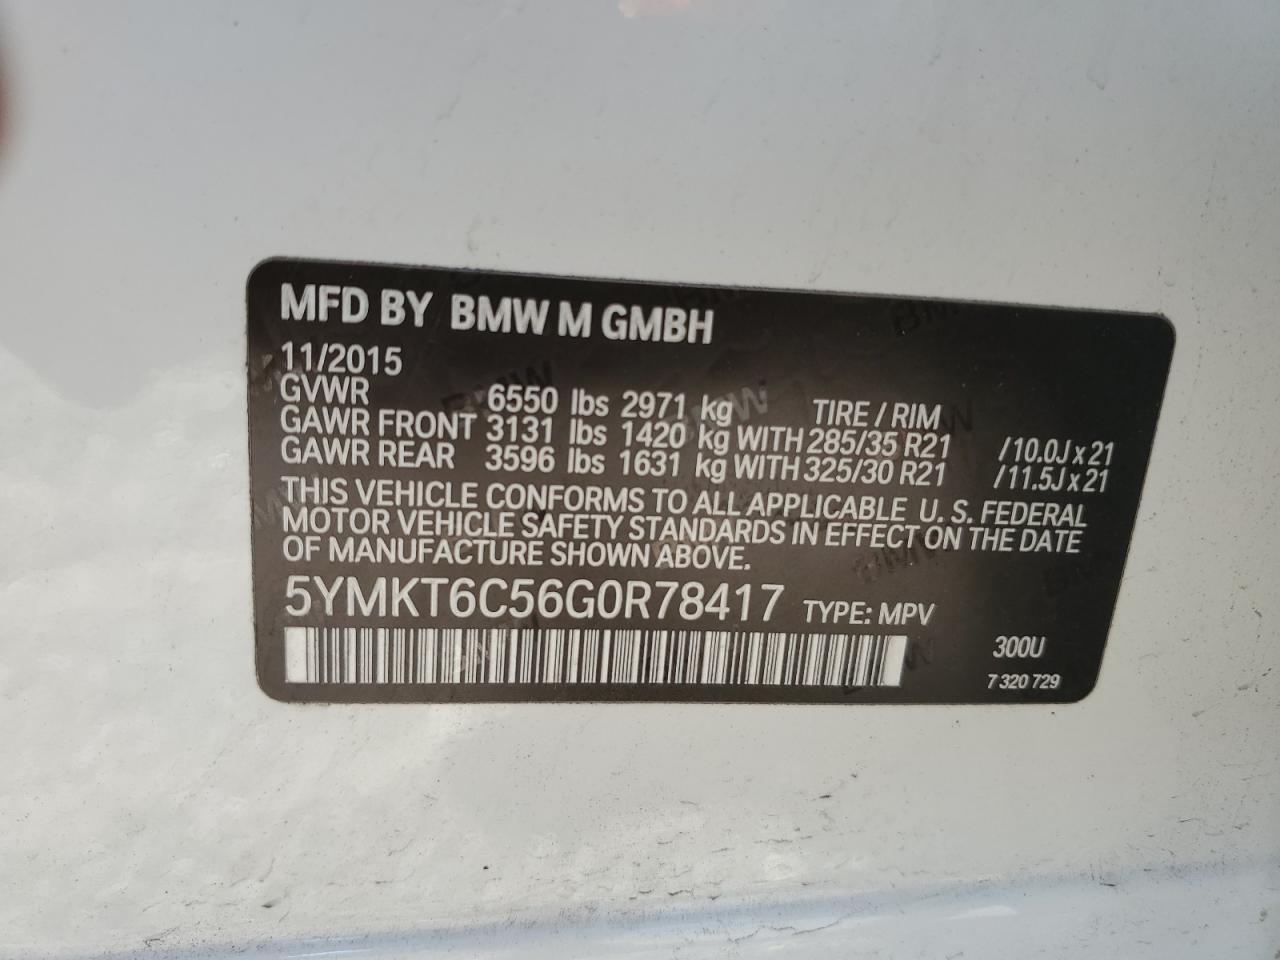 MFD BY BMW M GMBH
11/2015
GVWR 6550 lbs 2971 kg TIRE / RIM
GAWR FRONT 3131 lbs 1420 kg WITH 285/35 R21 /10.0J x 21
GAWR REAR 3596 lbs 1631 kg WITH 325/30 R21 /11.5J x 21
THIS VEHICLE CONFORMS TO ALL APPLICABLE U. S. FEDERAL
MOTOR VEHICLE SAFETY STANDARDS IN EFFECT ON THE DATE
OF MANUFACTURE SHOWN ABOVE.
5YMKT6C56G0R78417 TYPE: MPV
300U
7 320 729